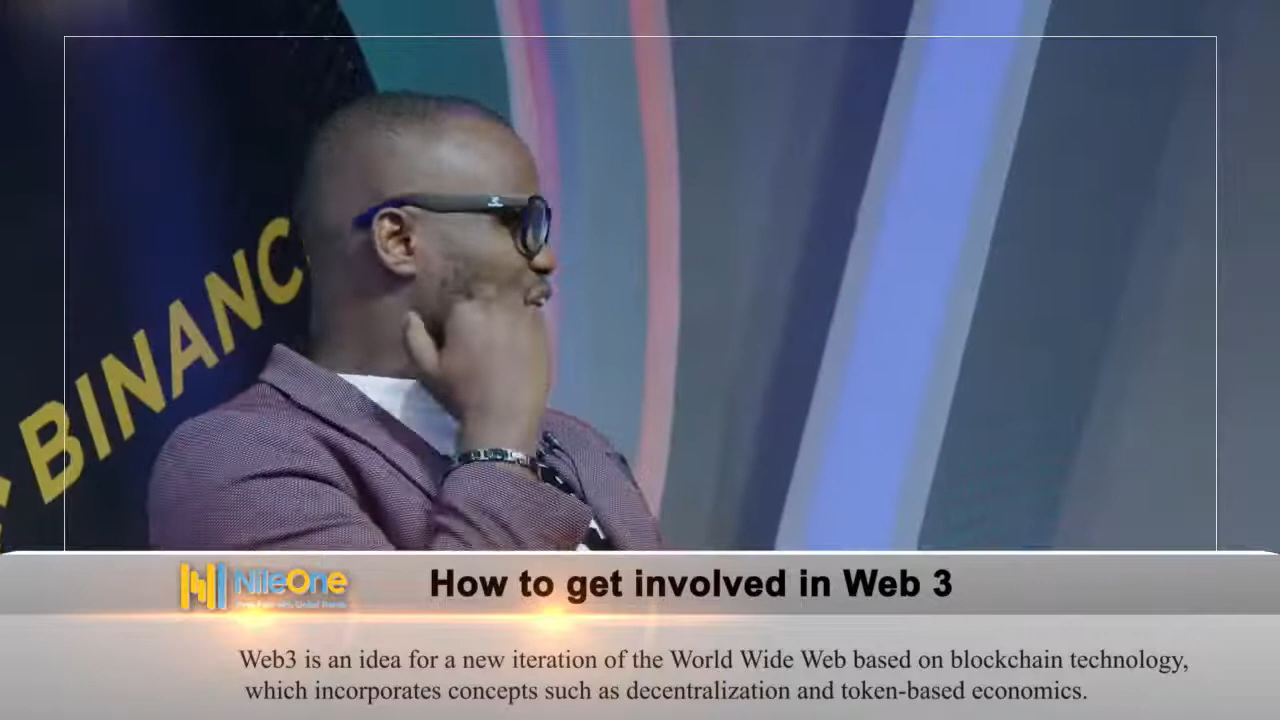 BINANC
NileOne
How to get involved in Web 3
Web3 is an idea for a new iteration of the World Wide Web based on blockchain technology,
which incorporates concepts such as decentralization and token-based economics.